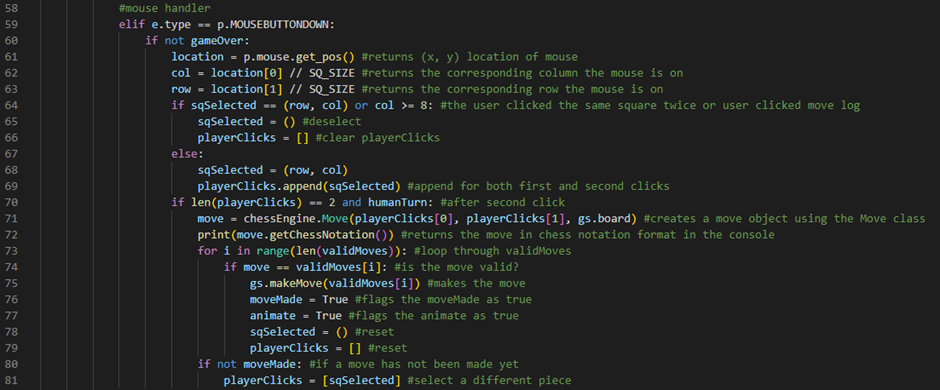 58 #mouse handler
59 elif e.type == p.MOUSEBUTTONDOWN:
60 if not gameOver:
61 location = p.mouse.get_pos() #returns (x, y) location of mouse
62 col = location[0] // SQ_SIZE #returns the corresponding column the mouse is on
63 row = location[1] // SQ_SIZE #returns the corresponding row the mouse is on
64 if sqSelected == (row, col) or col >= 8: #the user clicked the same square twice or user clicked move log
65 sqSelected = () #deselect
66 playerClicks = [] #clear playerClicks
67 else:
68 sqSelected = (row, col)
69 playerClicks.append(sqSelected) #append for both first and second clicks
70 if len(playerClicks) == 2 and humanTurn: #after second click
71 move = chessEngine.Move(playerClicks[0], playerClicks[1], gs.board) #creates a move object using the Move class
72 print(move.getChessNotation()) #returns the move in chess notation format in the console
73 for i in range(len(validMoves)): #loop through validMoves
74 if move == validMoves[i]: #is the move valid?
75 gs.makeMove(validMoves[i]) #makes the move
76 moveMade = True #flags the moveMade as true
77 animate = True #flags the animate as true
78 sqSelected = () #reset
79 playerClicks = [] #reset
80 if not moveMade: #if a move has not been made yet
81 playerClicks = [sqSelected] #select a different piece